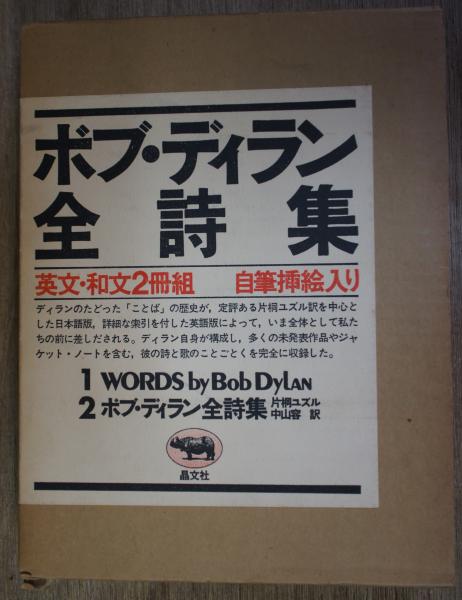 ボブ・ディラン
全詩集
英文・和文2冊組 自筆挿絵入り
ディランのたどった「ことば」の歴史が，定評ある片桐ユズル訳を中心と
した日本語版，詳細な索引を付した英語版によって，いま全体として私た
ちの前に差しだされる。ディラン自身が構成し，多くの未発表作品やジャ
ケット・ノートを含む，彼の詩と歌のことごとくを完全に収録した。
1 WORDS by BOB DYLAN
2 ボブ・ディラン全詩集 片桐ユズル
中山容 訳
晶文社